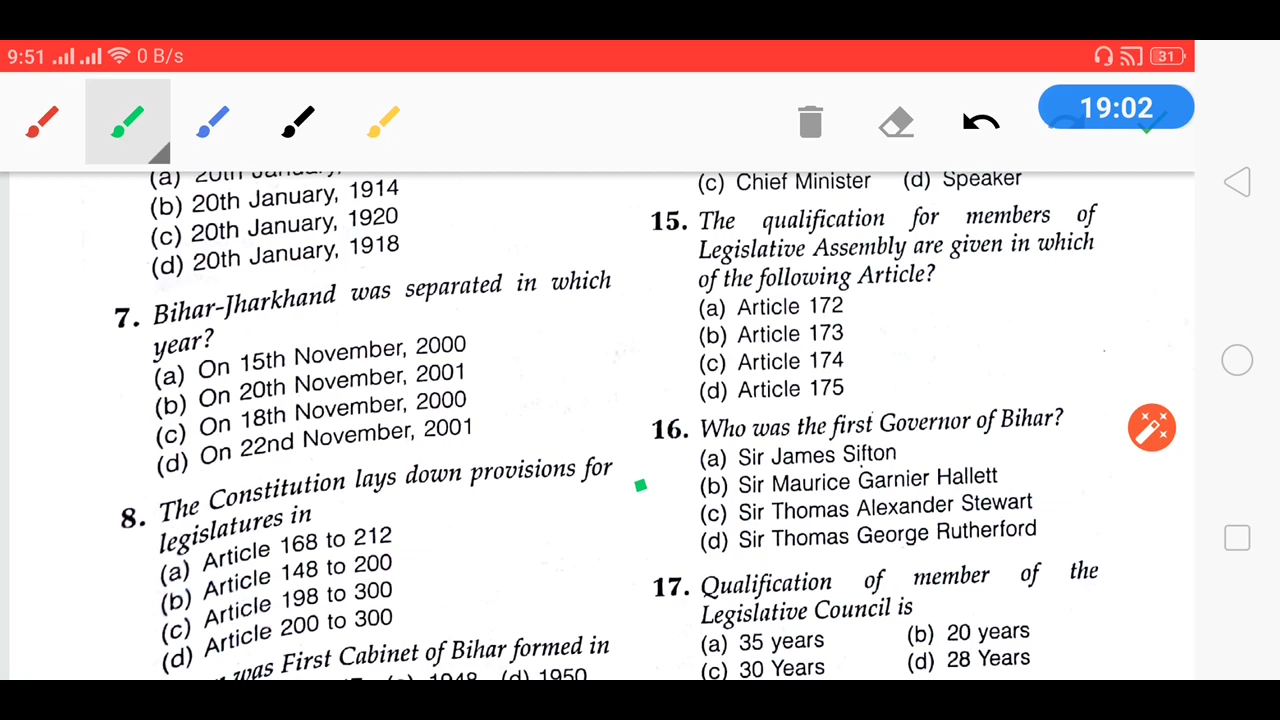 9:51
0 B/s
31
19:02
(b) 20th January, 1914
(c) 20th January, 1920
(d) 20th January, 1918
7. Bihar-Jharkhand was separated in which
year?
(a) On 15th November, 2000
(b) On 20th November, 2001
(c) On 18th November, 2000
(d) On 22nd November, 2001
8. The Constitution lays down provisions for
legislatures in
(a) Article 168 to 212
(b) Article 148 to 200
(c) Article 198 to 300
(d) Article 200 to 300
was First Cabinet of Bihar formed in
(d) 1950
(c) Chief Minister (d) Speaker
15. The qualification for members of
Legislative Assembly are given in which
of the following Article?
(a) Article 172
(b) Article 173
(c) Article 174
(d) Article 175
16. Who was the first Governor of Bihar?
(a) Sir James Sifton
(b) Sir Maurice Garnier Hallett
(c) Sir Thomas Alexander Stewart
(d) Sir Thomas George Rutherford
17. Qualification of member of the
Legislative Council is
(a) 35 years (b) 20 years
(c) 30 Years (d) 28 Years